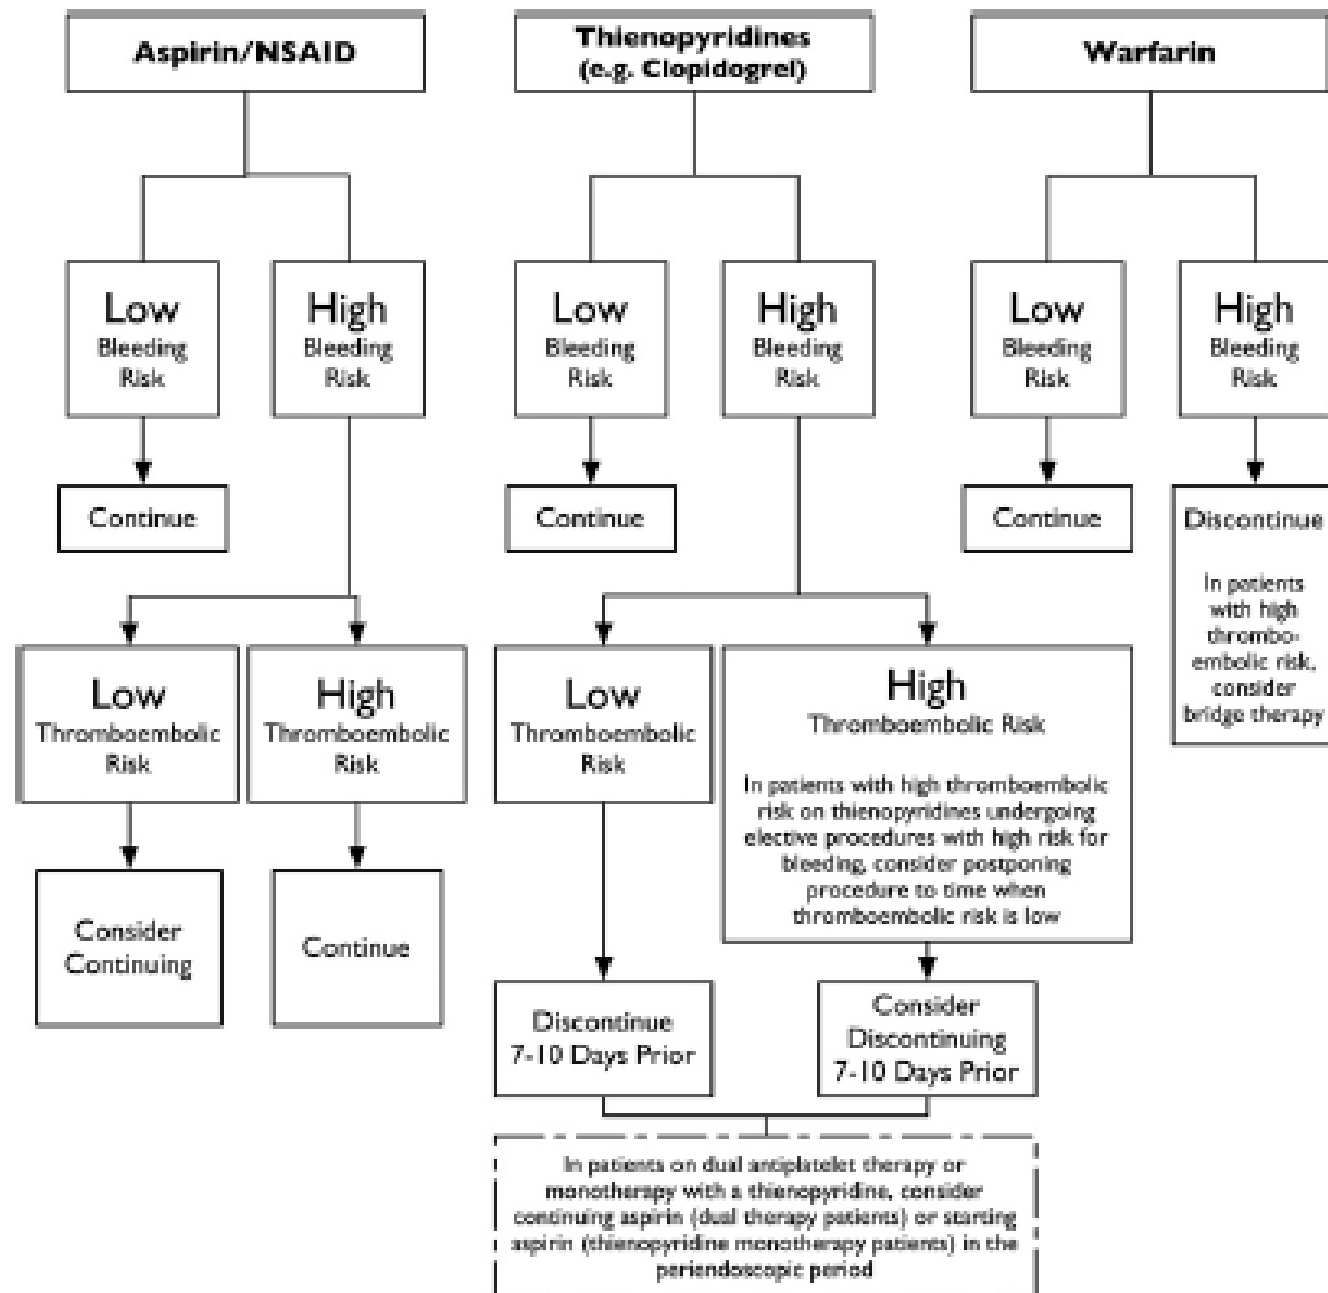 Aspirin/NSAID
Thienopyridines
(e.g. Clopidogrel)
Warfarin
Low
Bleeding
Risk
High
Bleeding
Risk
Low
Bleeding
Risk
High
Bleeding
Risk
Low
Bleeding
Risk
High
Bleeding
Risk
Continue
Continue
Continue
Discontinue
In patients
with high
thrombo-
embolic risk,
consider
bridge therapy
Low
Thromboembolic
Risk
High
Thromboembolic
Risk
Low
Thromboembolic
Risk
High
Thromboembolic Risk
In patients with high thromboembolic
risk on thienopyridines undergoing
elective procedures with high risk for
bleeding, consider postponing
procedure to time when
thromboembolic risk is low
Consider
Continuing
Continue
Discontinue
7-10 Days Prior
Consider
Discontinuing
7-10 Days Prior
In patients on dual antiplatelet therapy or
monotherapy with a thienopyridine, consider
continuing aspirin (dual therapy patients) or starting
aspirin (thienopyridine monotherapy patients) in the
periendoscopic period